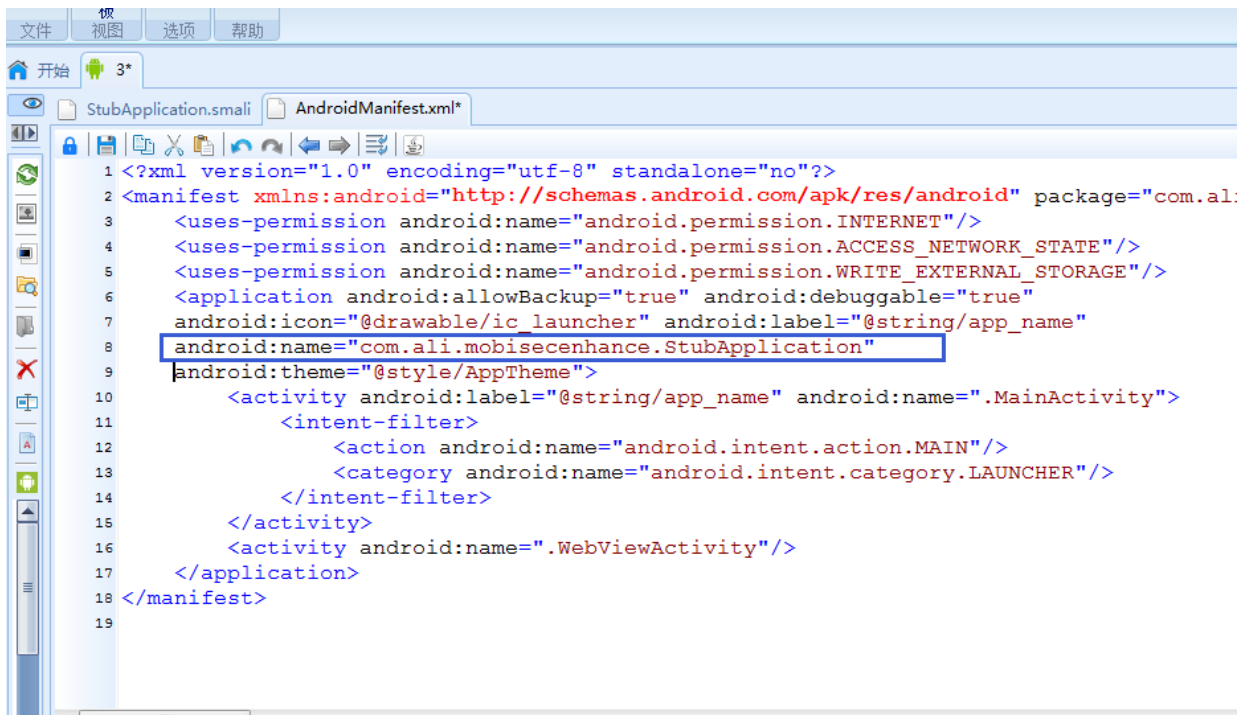 文件 视图 选项 帮助
开始 3*
StubApplication.smali AndroidManifest.xml*
1 <?xml version="1.0" encoding="utf-8" standalone="no"?>
2 <manifest xmlns:android="http://schemas.android.com/apk/res/android" package="com.ali
3 <uses-permission android:name="android.permission.INTERNET"/>
4 <uses-permission android:name="android.permission.ACCESS_NETWORK_STATE"/>
5 <uses-permission android:name="android.permission.WRITE_EXTERNAL_STORAGE"/>
6 <application android:allowBackup="true" android:debuggable="true"
7 android:icon="@drawable/ic_launcher" android:label="@string/app_name"
8 android:name="com.ali.mobisecenhance.StubApplication"
9 android:theme="@style/AppTheme">
10 <activity android:label="@string/app_name" android:name=".MainActivity">
11 <intent-filter>
12 <action android:name="android.intent.action.MAIN"/>
13 <category android:name="android.intent.category.LAUNCHER"/>
14 </intent-filter>
15 </activity>
16 <activity android:name=".WebViewActivity"/>
17 </application>
18 </manifest>
19